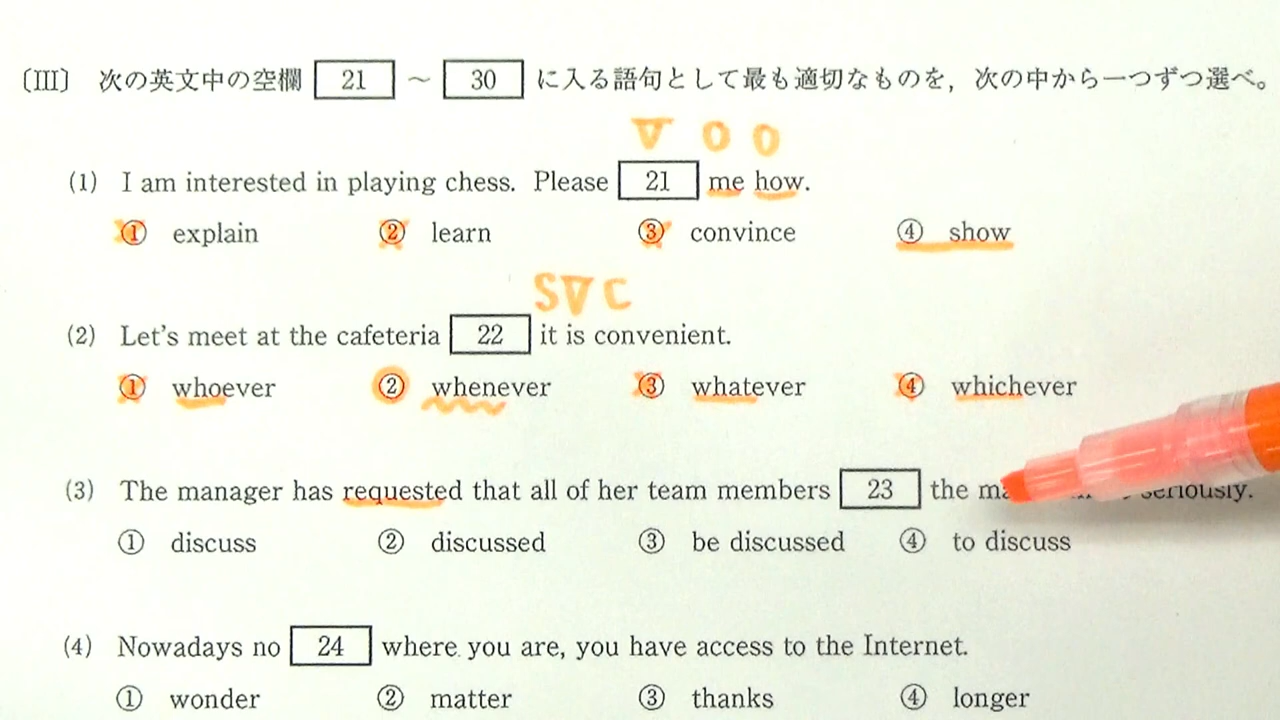 〔Ⅲ〕 次の英文中の空欄 21 ～ 30 に入る語句として最も適切なものを，次の中から一つずつ選べ。
▽ O O
(1) I am interested in playing chess. Please 21 me how.
① explain ② learn ③ convince ④ show
S V C
(2) Let's meet at the cafeteria 22 it is convenient.
① whoever ② whenever ③ whatever ④ whichever
(3) The manager has requested that all of her team members 23 the seriously.
① discuss ② discussed ③ be discussed ④ to discuss
(4) Nowadays no 24 where you are, you have access to the Internet.
① wonder ② matter ③ thanks ④ longer